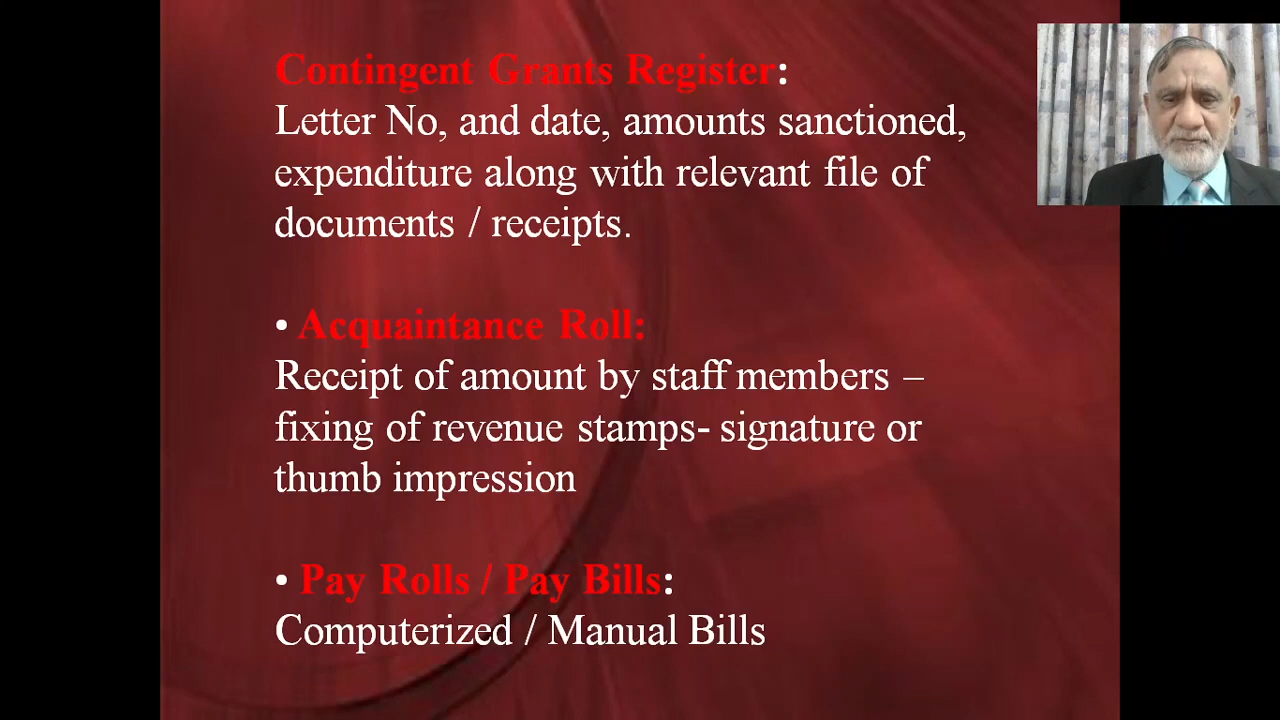 Contingent Grants Register:
Letter No, and date, amounts sanctioned,
expenditure along with relevant file of
documents / receipts.
• Acquaintance Roll:
Receipt of amount by staff members –
fixing of revenue stamps- signature or
thumb impression
• Pay Rolls / Pay Bills:
Computerized / Manual Bills